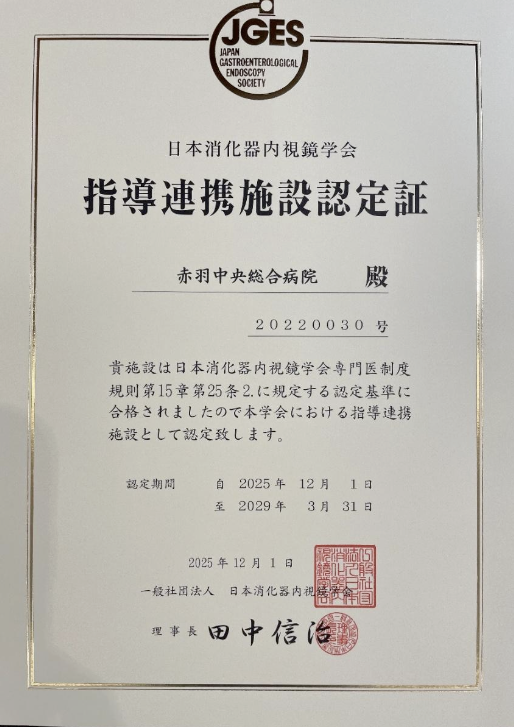 JGES
JAPAN
GASTROENTEROLOGICAL
ENDOSCOPY
SOCIETY
日本消化器内視鏡学会
指導連携施設認定証
赤羽中央総合病院 殿
20220030 号
貴施設は日本消化器内視鏡学会専門医制度
規則第15章第25条2.に規定する認定基準に
合格されましたので本学会における指導連携
施設として認定致します。
認定期間 自 2025年 12月 1日
至 2029年 3月 31日
2025年12月1日
一般社団法人 日本消化器内視鏡学会
理事長 田中信治